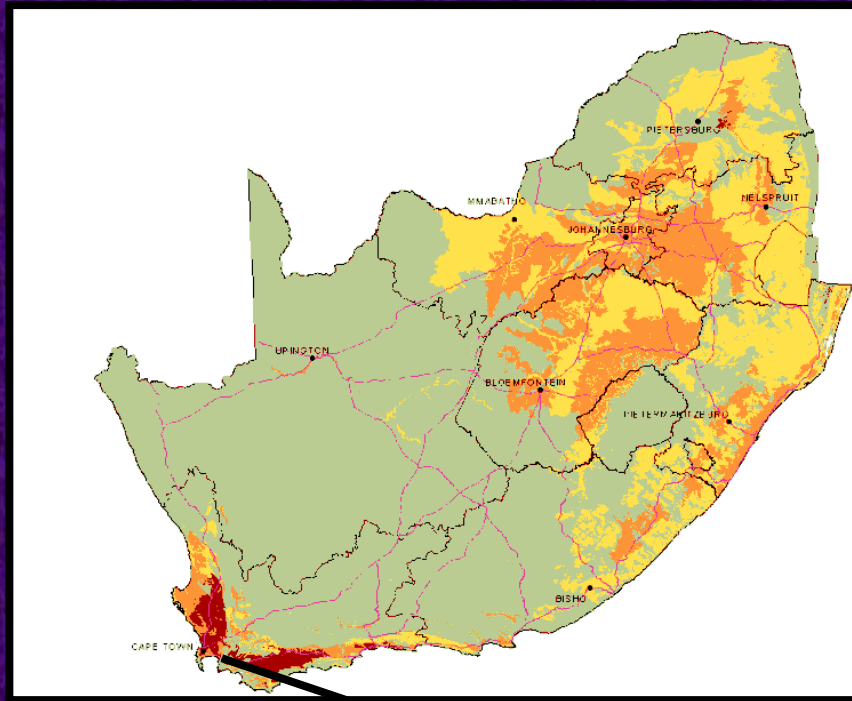 PIETERSBURG
MMABATHO
NELSPRUIT
JOHANNESBURG
UPINGTON
BLOEMFONTEIN
PIETERMARITZBURG
BISHO
CAPE TOWN